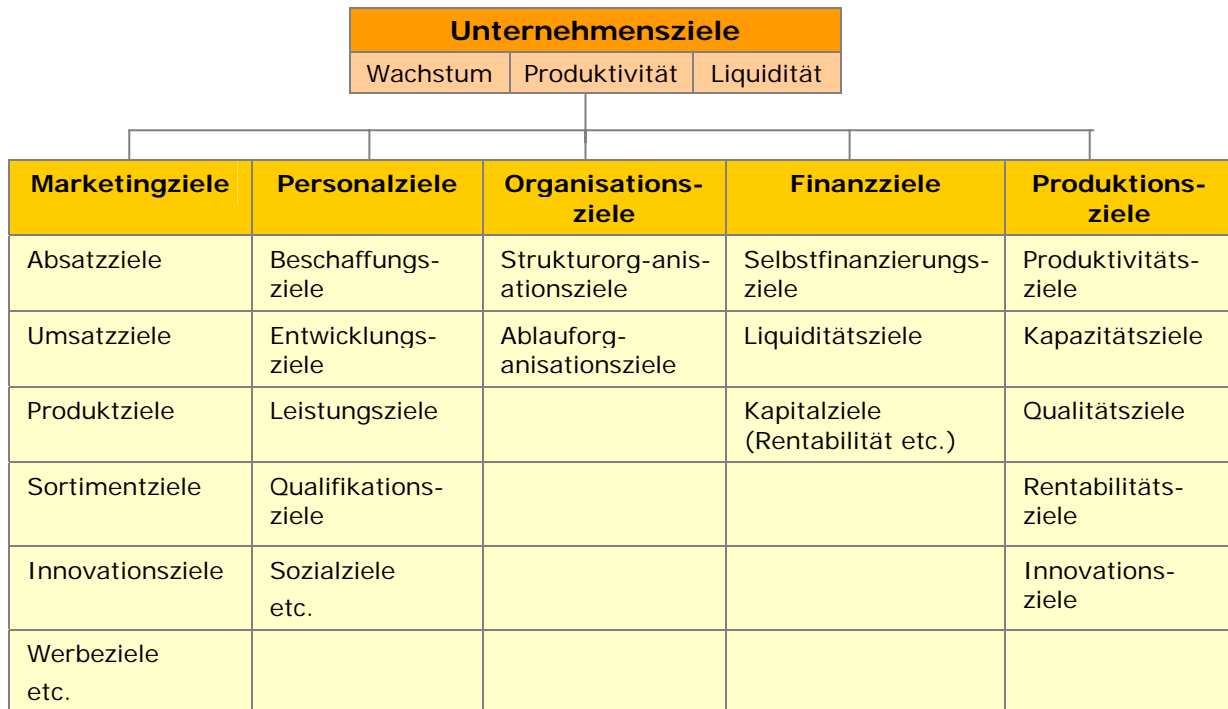 Unternehmensziele
Wachstum Produktivität Liquidität
Marketingziele Personalziele Organisations- Finanzziele Produktions-
ziele ziele
Absatzziele Beschaffungs- Strukturorg-anis- Selbstfinanzierungs- Produktivitäts-
ziele ationsziele ziele ziele
Umsatzziele Entwicklungs- Ablauforg- Liquiditätsziele Kapazitätsziele
ziele anisationsziele
Produktziele Leistungsziele Kapitalziele Qualitätsziele
(Rentabilität etc.)
Sortimentziele Qualifikations- Rentabilitäts-
ziele ziele
Innovationsziele Sozialziele Innovations-
etc. ziele
Werbeziele
etc.